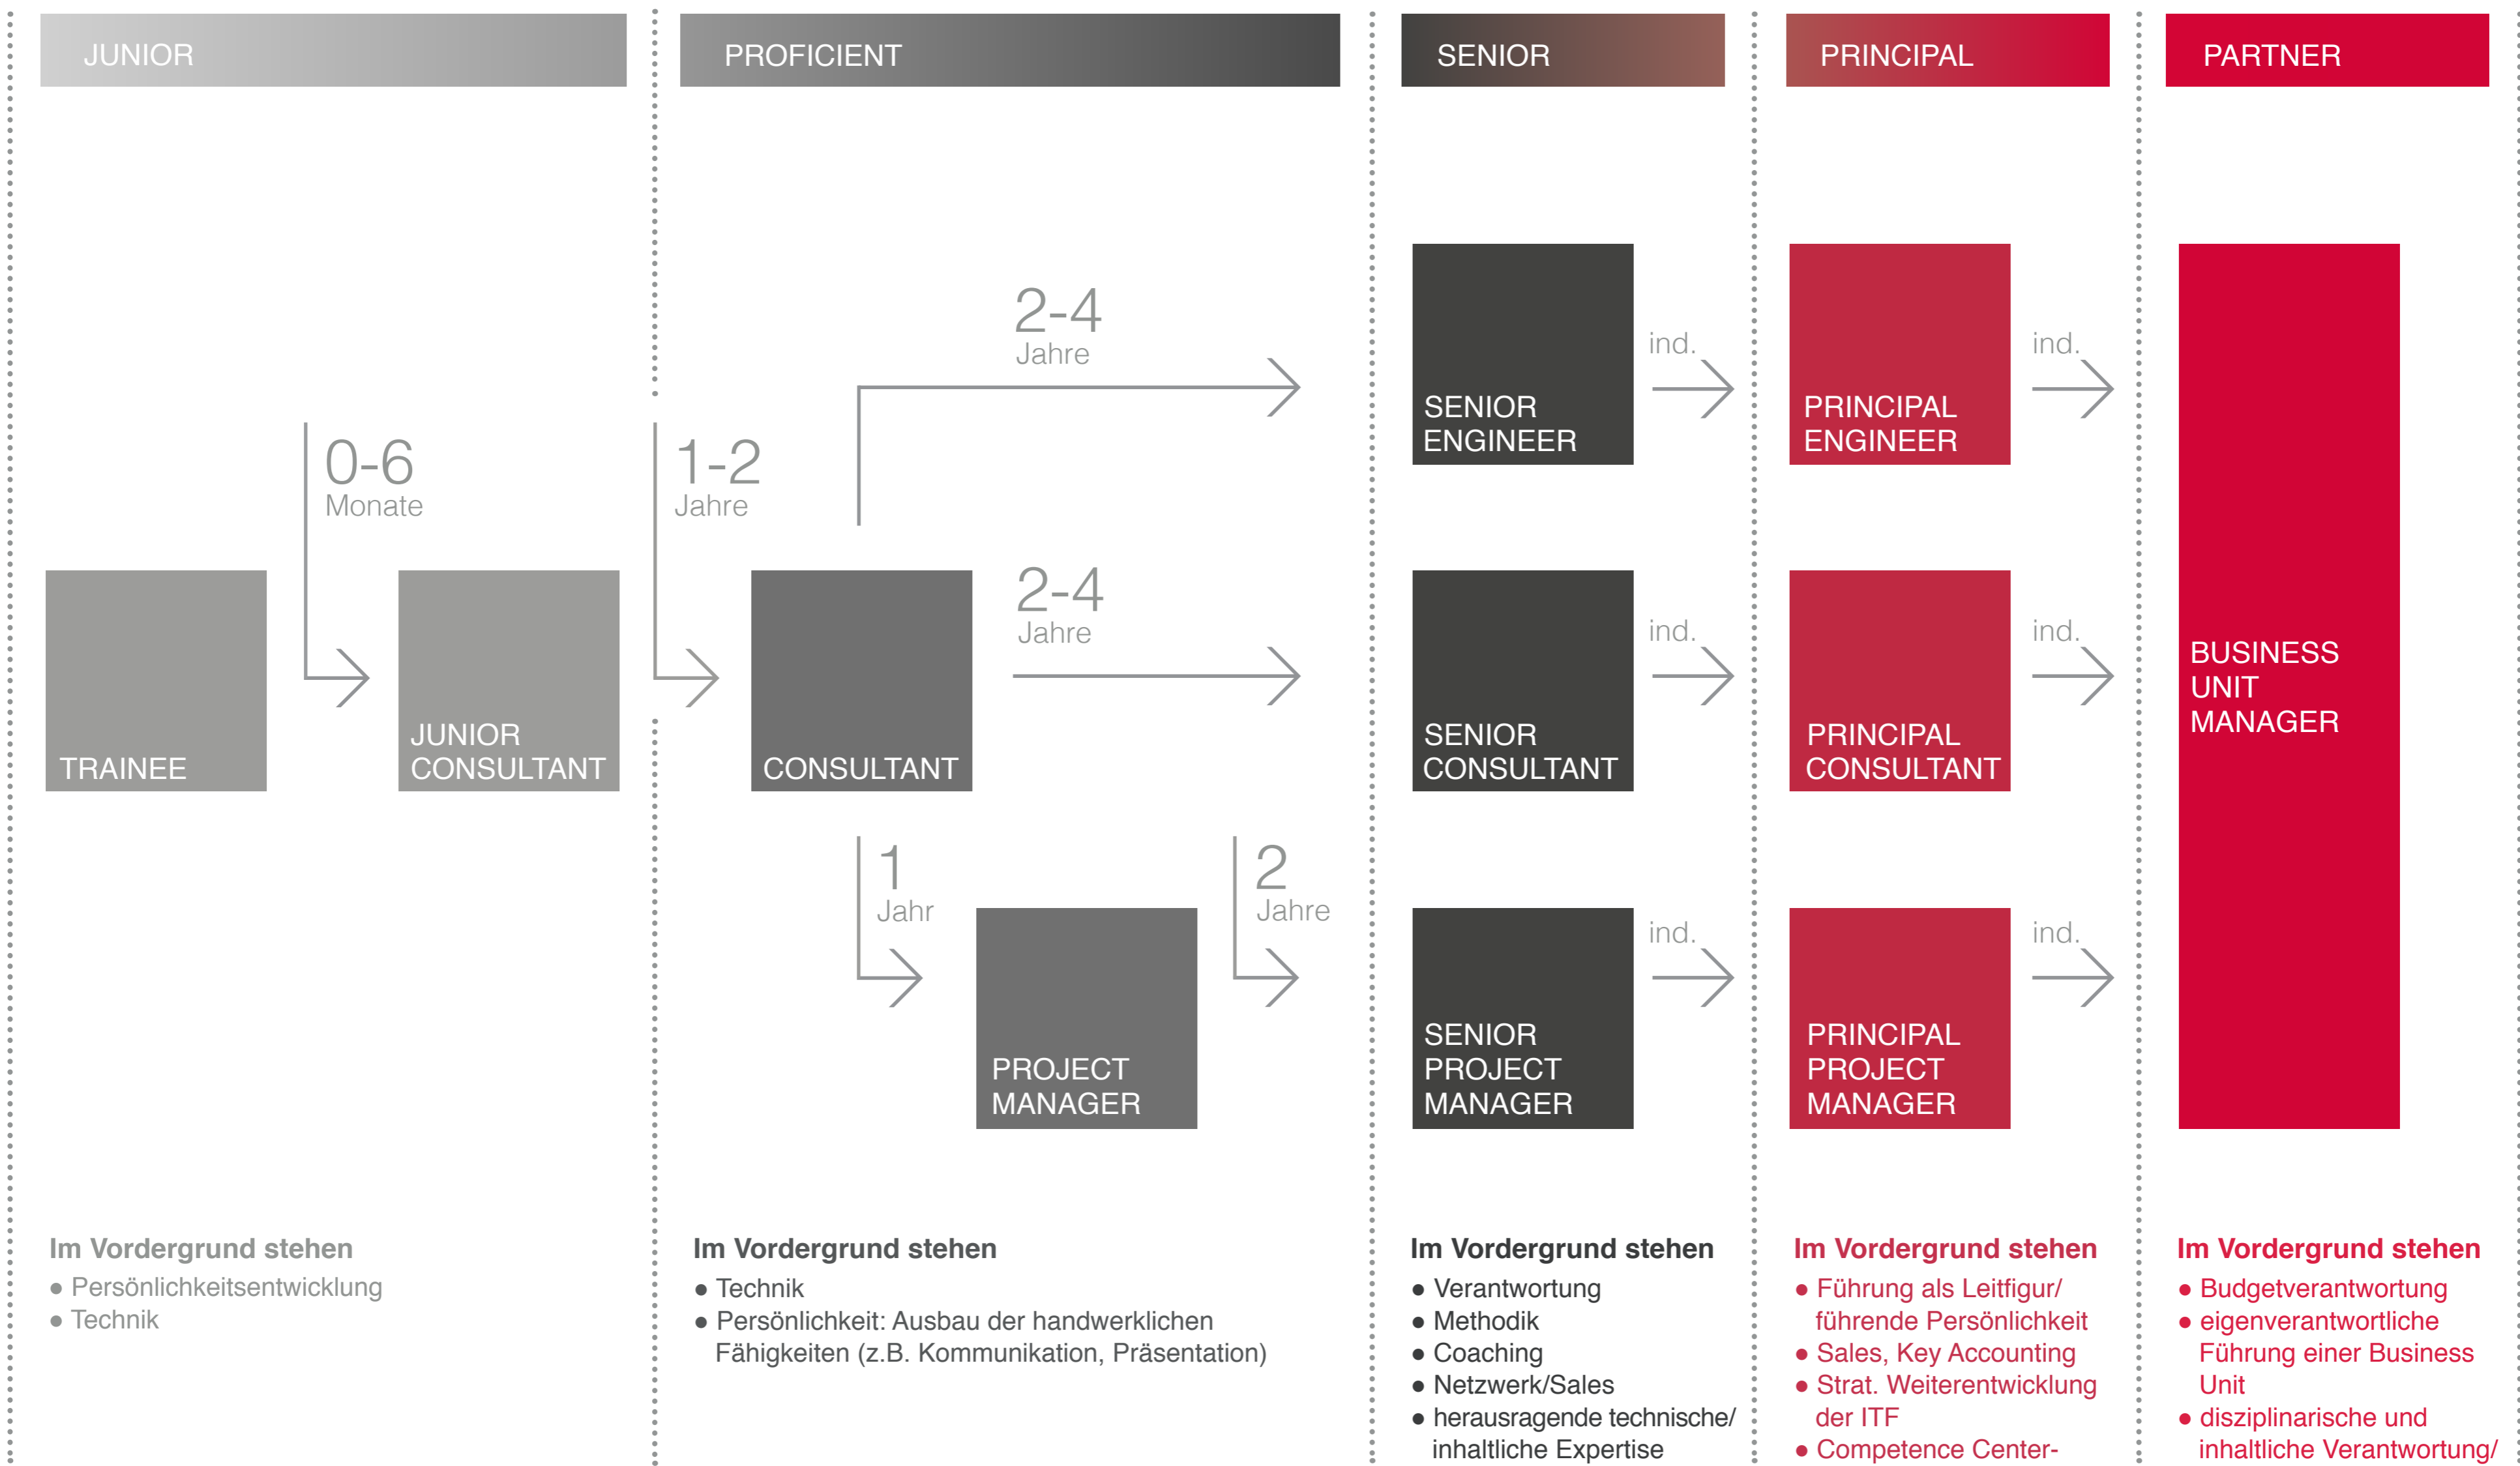 JUNIOR
PROFICIENT
SENIOR
PRINCIPAL
PARTNER
2-4
Jahre
ind.
ind.
SENIOR
ENGINEER
PRINCIPAL
ENGINEER
0-6
Monate
1-2
Jahre
2-4
Jahre
ind.
ind.
TRAINEE
JUNIOR
CONSULTANT
CONSULTANT
SENIOR
CONSULTANT
PRINCIPAL
CONSULTANT
BUSINESS
UNIT
MANAGER
1
Jahr
2
Jahre
ind.
ind.
PROJECT
MANAGER
SENIOR
PROJECT
MANAGER
PRINCIPAL
PROJECT
MANAGER
Im Vordergrund stehen
● Persönlichkeitsentwicklung
● Technik
Im Vordergrund stehen
● Technik
● Persönlichkeit: Ausbau der handwerklichen
Fähigkeiten (z.B. Kommunikation, Präsentation)
Im Vordergrund stehen
● Verantwortung
● Methodik
● Coaching
● Netzwerk/Sales
● herausragende technische/
inhaltliche Expertise
Im Vordergrund stehen
● Führung als Leitfigur/
führende Persönlichkeit
● Sales, Key Accounting
● Strat. Weiterentwicklung
der ITF
● Competence Center-
Im Vordergrund stehen
● Budgetverantwortung
● eigenverantwortliche
Führung einer Business
Unit
● disziplinarische und
inhaltliche Verantwortung/